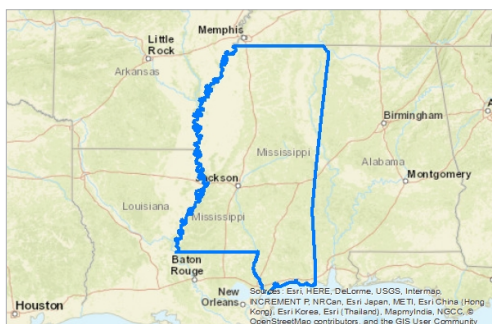 Memphis
Little
Rock
Arkansas
Birmingham
Mississippi
Alabama
Jackson
Montgomery
Louisiana
Mississippi
Baton
Rouge
New
Orleans
Houston
Sources: Esri, HERE, DeLorme, USGS, Intermap,
INCREMENT P, NRCan, Esri Japan, METI, Esri China (Hong
Kong), Esri Korea, Esri (Thailand), MapmyIndia, NGCC, ©
OpenStreetMap contributors, and the GIS User Community